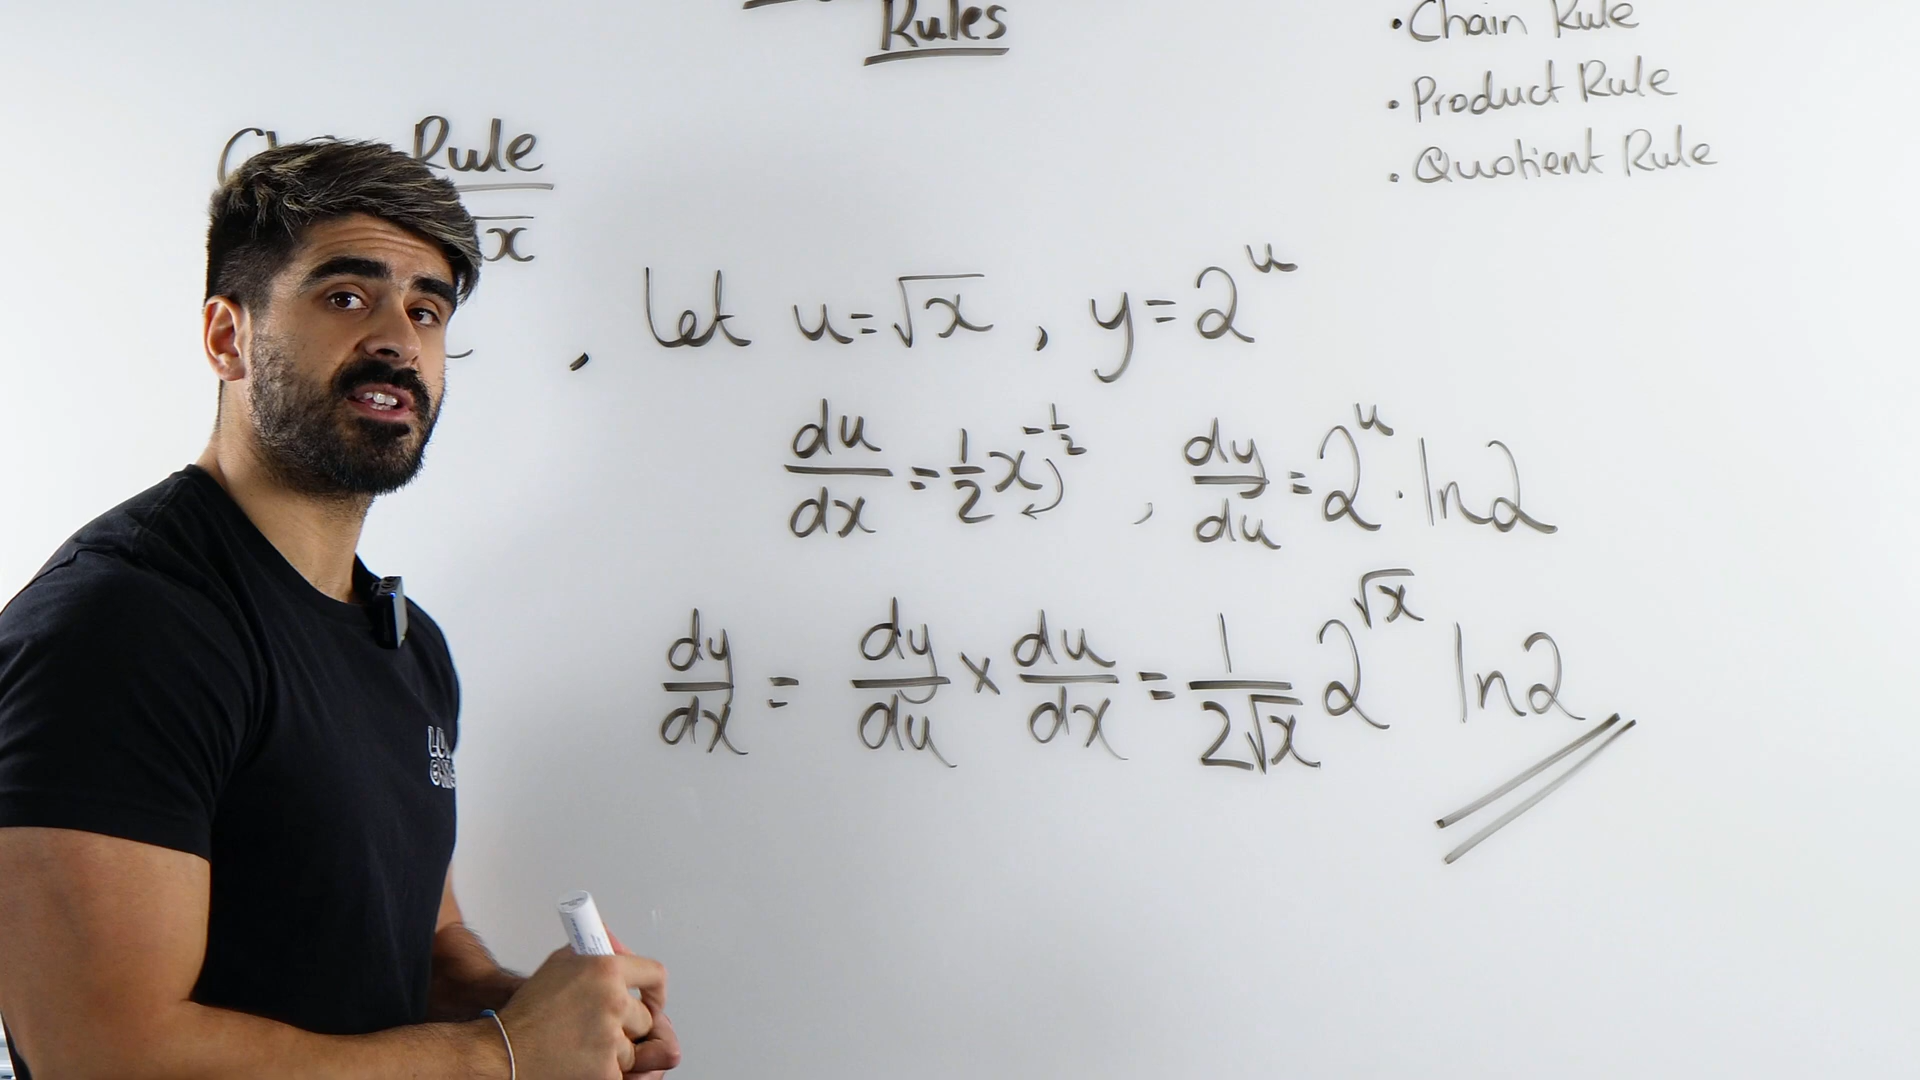 Rules
• Chain Rule
• Product Rule
• Quotient Rule
Rule
√x
, let u=√x , y=2^u
du/dx = 1/2 x^(-1/2) , dy/du = 2^u · ln2
dy/dx = dy/du × du/dx = 1/(2√x) 2^√x ln2